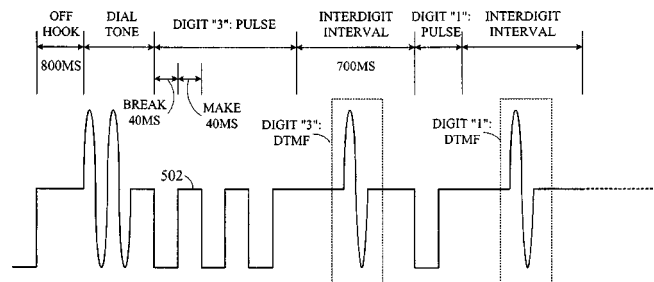 OFF HOOK
DIAL TONE
DIGIT "3": PULSE
INTERDIGIT INTERVAL
DIGIT "1": PULSE
INTERDIGIT INTERVAL
800MS
700MS
BREAK 40MS
MAKE 40MS
DIGIT "3": DTMF
DIGIT "1": DTMF
502